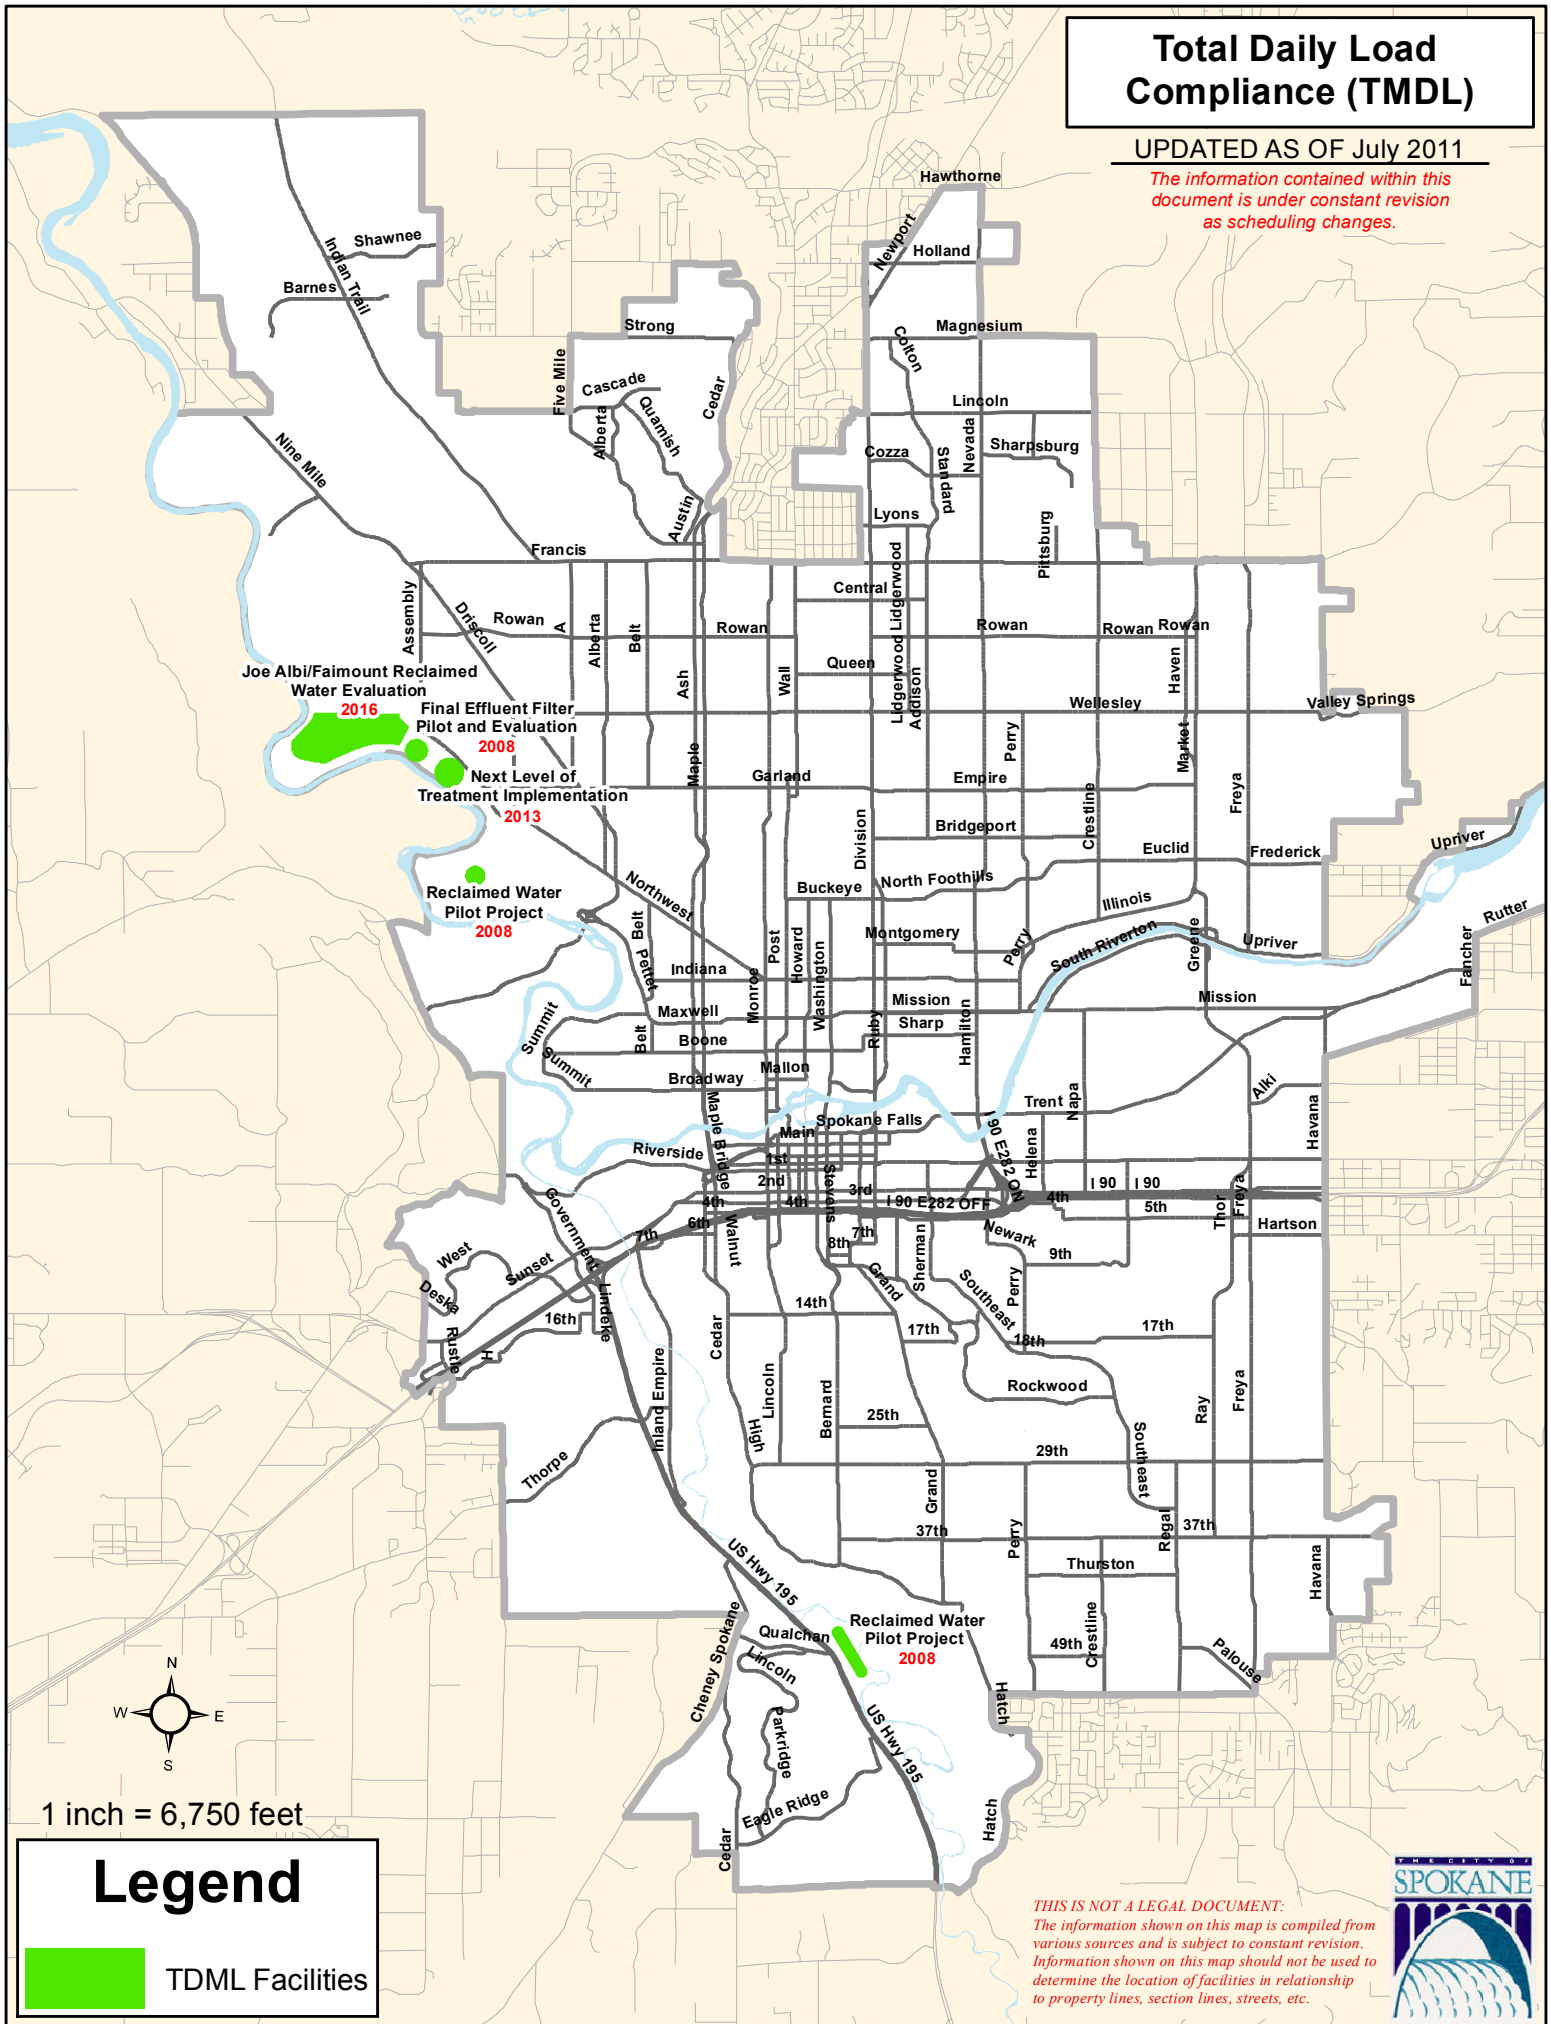 Total Daily Load
Compliance (TMDL)
UPDATED AS OF July 2011
The information contained within this
document is under constant revision
as scheduling changes.
Hawthorne
Newport
Holland
Shawnee
Indian Trail
Barnes
Strong
Magnesium
Colton
Five Mile
Cascade
Cedar
Alberta
Quamish
Lincoln
Nine Mile
Nevada
Sharpsburg
Cozza
Standard
Austin
Lyons
Pittsburg
Francis
Lidgerwood
Central
Assembly
Driscoll
Rowan
A
Alberta
Belt
Rowan
Rowan
Rowan
Rowan
Queen
Lidgerwood
Addison
Haven
Ash
Wall
Wellesley
Valley Springs
Joe Albi/Faimount Reclaimed
Water Evaluation
2016
Final Effluent Filter
Pilot and Evaluation
2008
Next Level of
Treatment Implementation
2013
Perry
Market
Maple
Garland
Empire
Freya
Crestline
Division
Bridgeport
Upriver
Euclid
Frederick
Reclaimed Water
Pilot Project
2008
Northwest
Buckeye
North Foothills
Illinois
Rutter
Belt
Pettet
Post
Howard
Washington
Montgomery
Perry
South Riverton
Greene
Upriver
Fancher
Indiana
Monroe
Mission
Mission
Maxwell
Summit
Belt
Boone
Ruby
Sharp
Hamilton
Summit
Broadway
Mallon
Alki
Napa
Trent
Havana
Maple Bridge
Spokane Falls
Main
I 90 E282 ON
Helena
Riverside
1st
2nd
3rd
Stevens
4th
4th
I 90 E282 OFF
4th
I 90
I 90
5th
Thor
Freya
Hartson
Government
6th
7th
Walnut
7th
8th
Newark
9th
Sherman
West
Sunset
Deska
Grand
Southeast
Perry
Lindeke
16th
Rustle
H
14th
17th
18th
17th
Cedar
Inland Empire
Lincoln
Bernard
Rockwood
Ray
Freya
High
25th
29th
Southeast
Thorpe
Grand
37th
Perry
Regal
37th
US Hwy 195
Thurston
Havana
Cheney Spokane
Qualchan
Reclaimed Water
Pilot Project
2008
49th
Crestline
Palouse
Lincoln
Hatch
Parkridge
US Hwy 195
Eagle Ridge
Cedar
Hatch
N
W
E
S
1 inch = 6,750 feet
Legend
TDML Facilities
THIS IS NOT A LEGAL DOCUMENT:
The information shown on this map is compiled from
various sources and is subject to constant revision.
Information shown on this map should not be used to
determine the location of facilities in relationship
to property lines, section lines, streets, etc.
THE CITY OF
SPOKANE